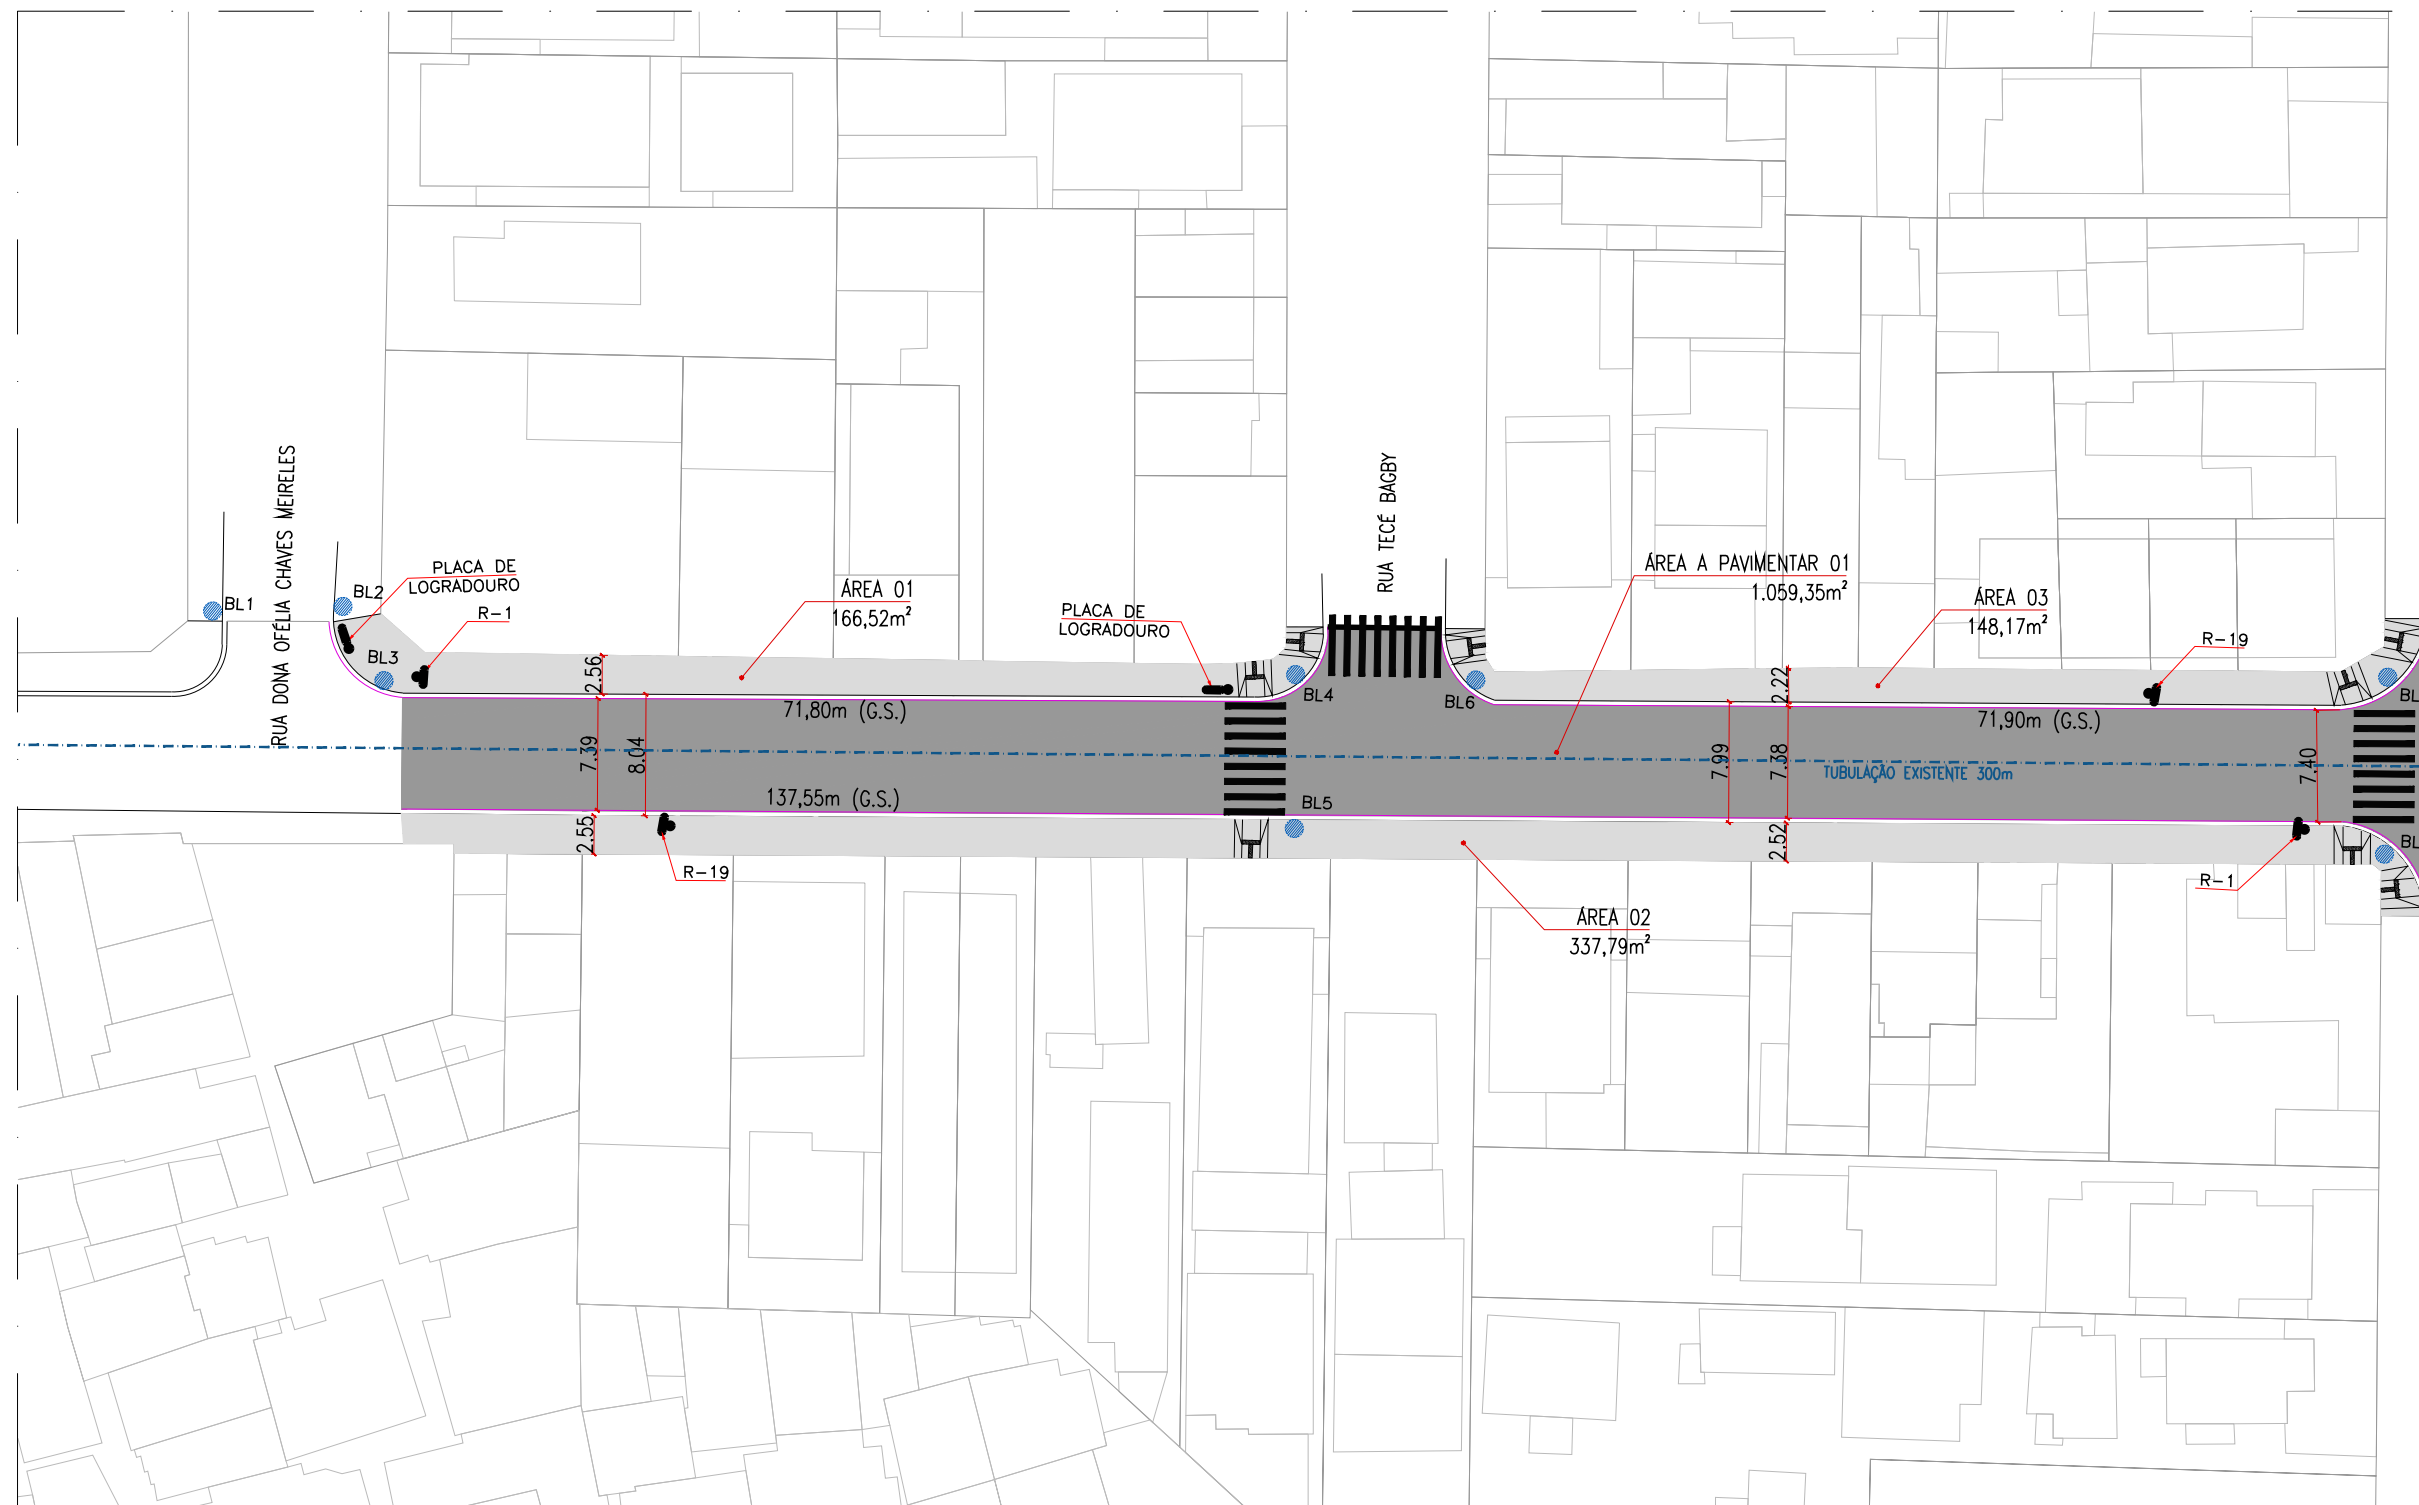 RUA DONA OFÉLIA CHAVES MEIRELES
RUA TECÉ BAGBY
BL1
BL2
BL3
PLACA DE
LOGRADOURO
R-1
ÁREA 01
166,52m²
PLACA DE
LOGRADOURO
BL4
BL6
ÁREA A PAVIMENTAR 01
1.059,35m²
ÁREA 03
148,17m²
R-19
BL
2.56
71,80m (G.S.)
2.22
71,90m (G.S.)
7.39
8.04
7.99
7.38
7.40
TUBULAÇÃO EXISTENTE 300m
137,55m (G.S.)
BL5
2.55
2.52
R-19
R-1
BL
ÁREA 02
337,79m²